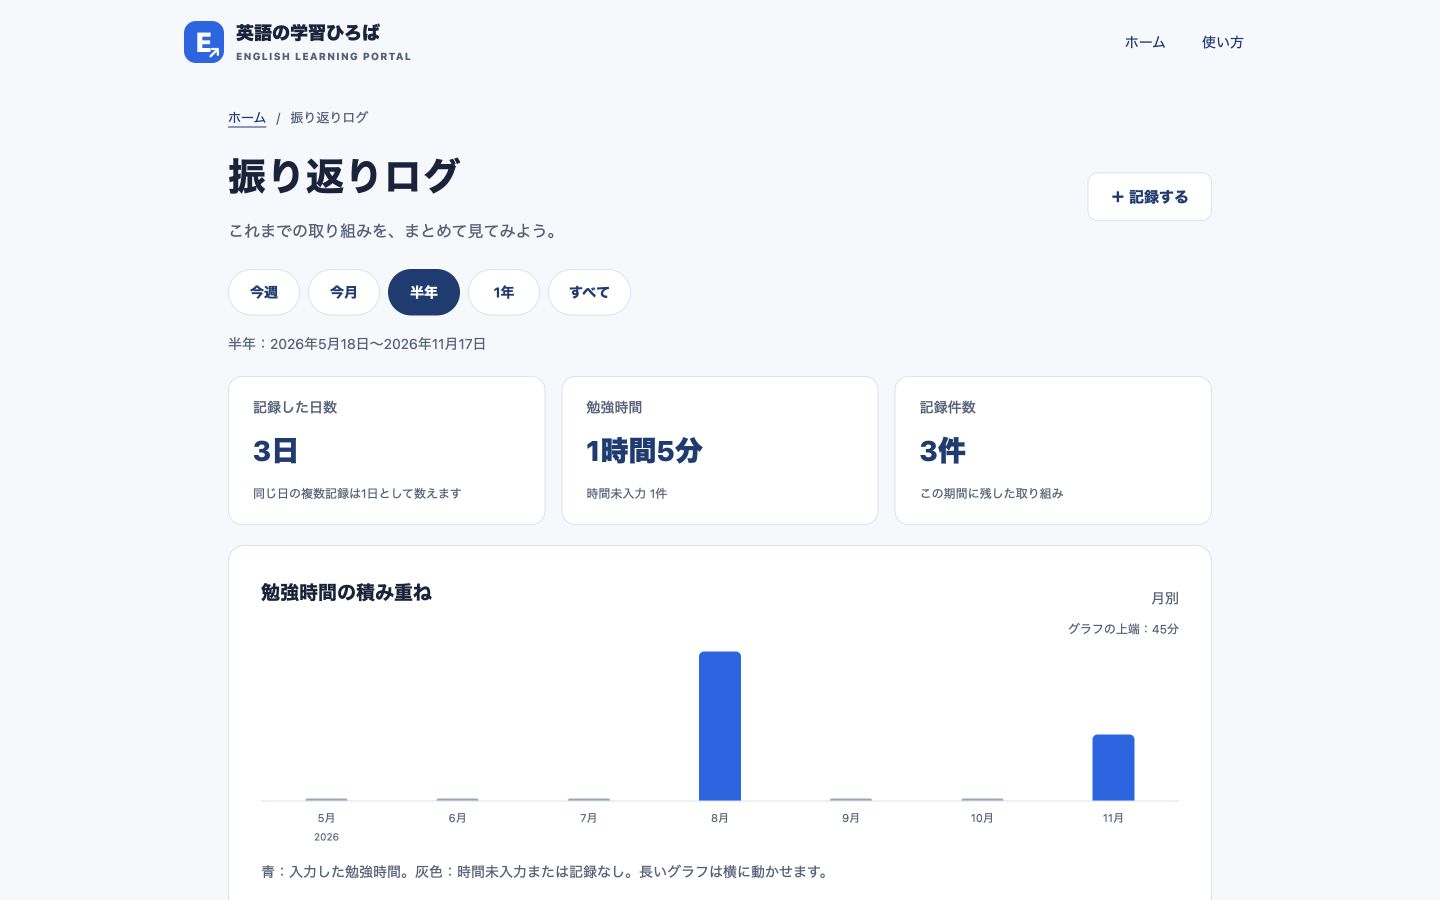 英語の学習ひろば
ENGLISH LEARNING PORTAL
ホーム 使い方
ホーム / 振り返りログ
振り返りログ
+ 記録する
これまでの取り組みを、まとめて見てみよう。
今週 今月 半年 1年 すべて
半年：2026年5月18日〜2026年11月17日
記録した日数
3日
同じ日の複数記録は1日として数えます
勉強時間
1時間5分
時間未入力 1件
記録件数
3件
この期間に残した取り組み
勉強時間の積み重ね
月別
グラフの上端：45分
5月 6月 7月 8月 9月 10月 11月
2026
青：入力した勉強時間。灰色：時間未入力または記録なし。長いグラフは横に動かせます。